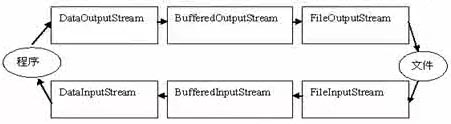 DataOutputStream BufferedOutputStream FileOutputStream
程序 文件
DataInputStream BufferedInputStream FileInputStream